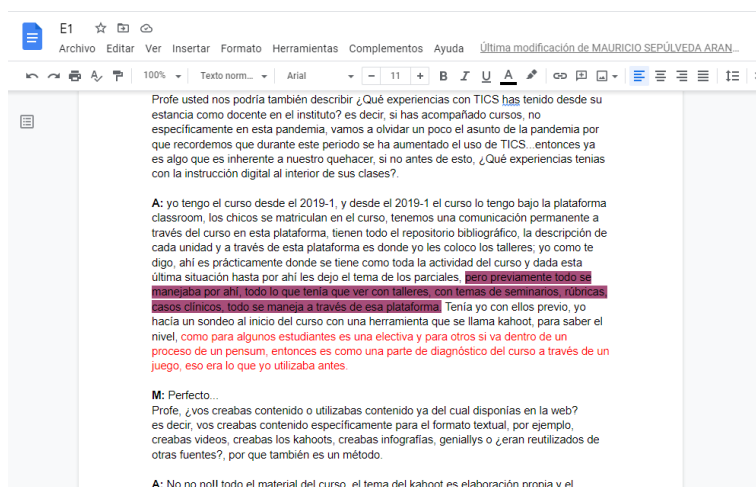 E1
Archivo Editar Ver Insertar Formato Herramientas Complementos Ayuda Última modificación de MAURICIO SEPÚLVEDA ARAN...
100% Texto norm... Arial 11 B I U A
Profe usted nos podría también describir ¿Qué experiencias con TICS has tenido desde su
estancia como docente en el instituto? es decir, si has acompañado cursos, no
específicamente en esta pandemia, vamos a olvidar un poco el asunto de la pandemia por
que recordemos que durante este periodo se ha aumentado el uso de TICS...entonces ya
es algo que es inherente a nuestro quehacer, si no antes de esto, ¿Qué experiencias tenias
con la instrucción digital al interior de sus clases?.
A: yo tengo el curso desde el 2019-1, y desde el 2019-1 el curso lo tengo bajo la plataforma
classroom, los chicos se matriculan en el curso, tenemos una comunicación permanente a
través del curso en esta plataforma, tienen todo el repositorio bibliográfico, la descripción de
cada unidad y a través de esta plataforma es donde yo les coloco los talleres; yo como te
digo, ahí es prácticamente donde se tiene como toda la actividad del curso y dada esta
última situación hasta por ahí les dejo el tema de los parciales, pero previamente todo se
manejaba por ahí, todo lo que tenía que ver con talleres, con temas de seminarios, rúbricas,
casos clínicos, todo se maneja a través de esa plataforma. Tenía yo con ellos previo, yo
hacía un sondeo al inicio del curso con una herramienta que se llama kahoot, para saber el
nivel, como para algunos estudiantes es una electiva y para otros si va dentro de un
proceso de un pensum, entonces es como una parte de diagnóstico del curso a través de un
juego, eso era lo que yo utilizaba antes.
M: Perfecto...
Profe, ¿vos creabas contenido o utilizabas contenido ya del cual disponías en la web?
es decir, vos creabas contenido específicamente para el formato textual, por ejemplo,
creabas videos, creabas los kahoots, creabas infografías, geniallys o ¿eran reutilizados de
otras fuentes?, por que también es un método.
A: No no no!! todo el material del curso, el tema del kahoot es elaboración propia y el